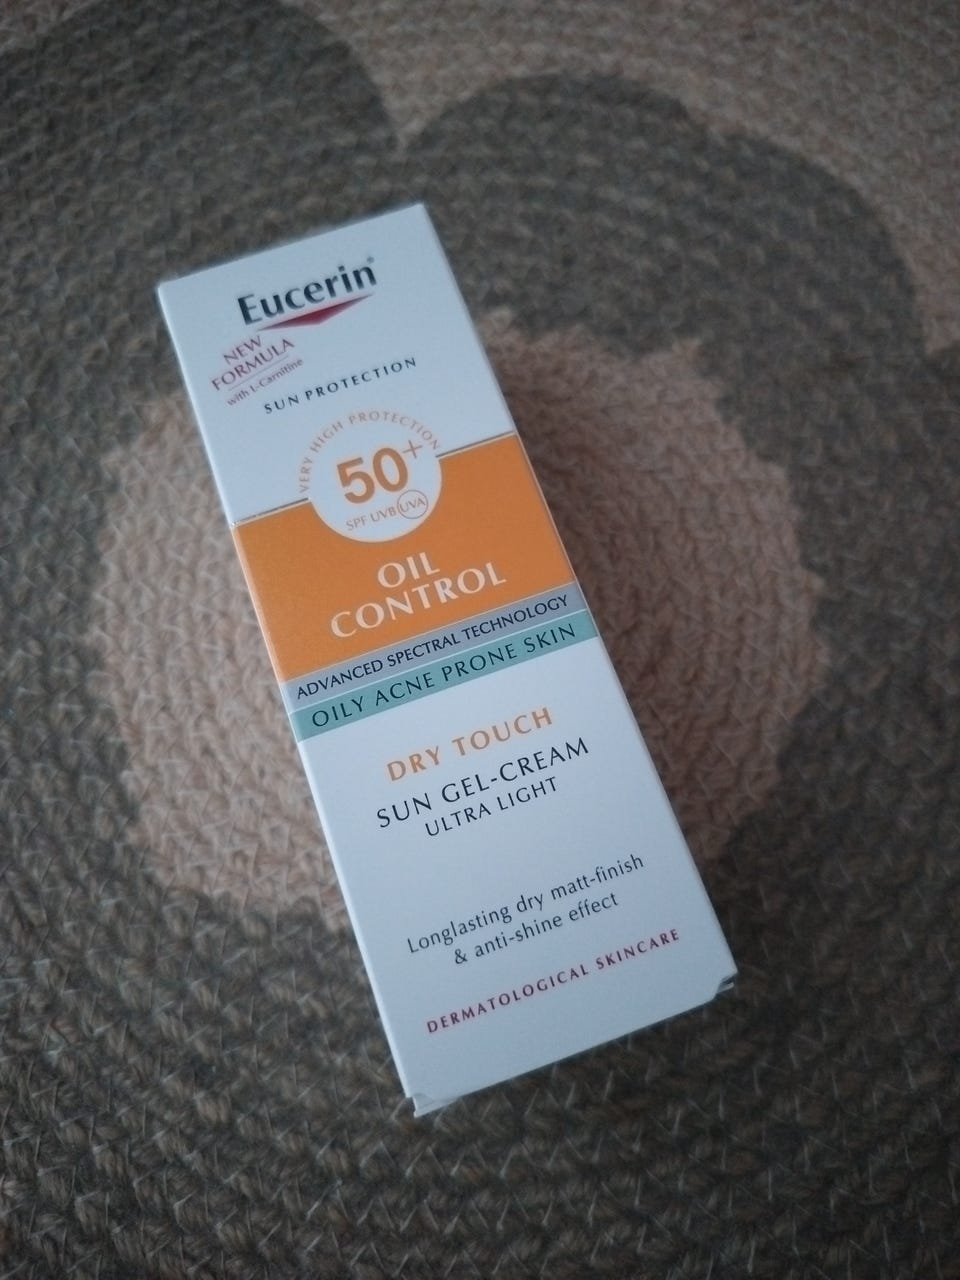 Eucerin®
NEW
FORMULA
with L-Carnitine
SUN PROTECTION
VERY HIGH PROTECTION
50+
SPF UVB UVA
OIL
CONTROL
ADVANCED SPECTRAL TECHNOLOGY
OILY ACNE PRONE SKIN
DRY TOUCH
SUN GEL-CREAM
ULTRA LIGHT
Longlasting dry matt-finish
& anti-shine effect
DERMATOLOGICAL SKINCARE